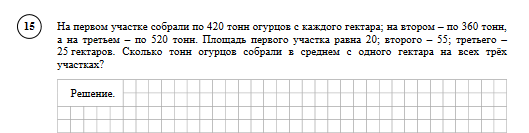 15 На первом участке собрали по 420 тонн огурцов с каждого гектара; на втором – по 360 тонн,
а на третьем – по 520 тонн. Площадь первого участка равна 20; второго – 55; третьего –
25 гектаров. Сколько тонн огурцов собрали в среднем с одного гектара на всех трёх
участках?
Решение.